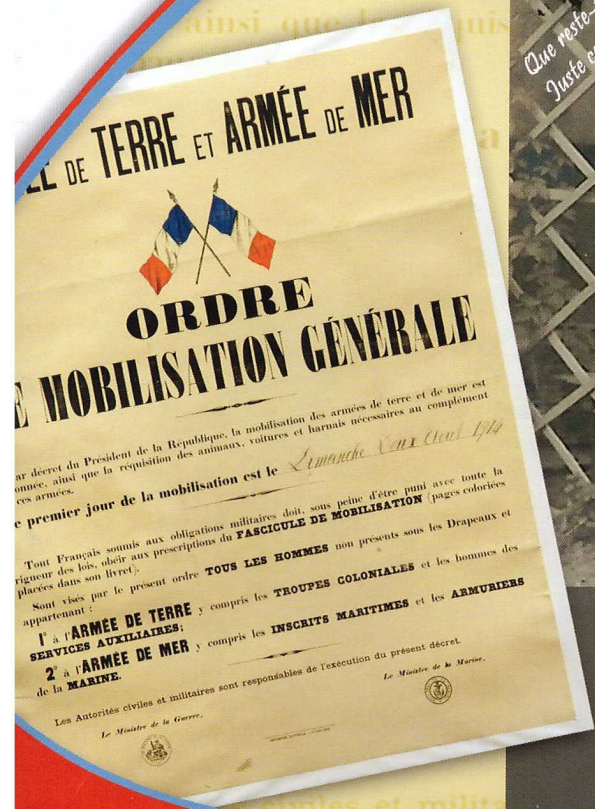 ainsi que
Que reste-
Juste c
ÉE DE TERRE ET ARMÉE DE MER
ORDRE
E MOBILISATION GÉNÉRALE
ar décret du Président de la République, la mobilisation des armées de terre et de mer est
onnée, ainsi que la réquisition des animaux, voitures et harnais nécessaires au complément
ces armées.
e premier jour de la mobilisation est le Dimanche Deux Août 1914
Tout Français soumis aux obligations militaires doit, sous peine d'être puni avec toute la
rigueur des lois, obéir aux prescriptions du FASCICULE DE MOBILISATION (pages coloriées
placées dans son livret).
Sont visés par le présent ordre TOUS LES HOMMES non présents sous les Drapeaux et
appartenant :
1° à l'ARMÉE DE TERRE y compris les TROUPES COLONIALES et les hommes des
SERVICES AUXILIAIRES;
2° à l'ARMÉE DE MER y compris les INSCRITS MARITIMES et les ARMURIERS
de la MARINE.
Les Autorités civiles et militaires sont responsables de l'exécution du présent décret.
Le Ministre de la Guerre,
Le Ministre de la Marine,
civiles et milita